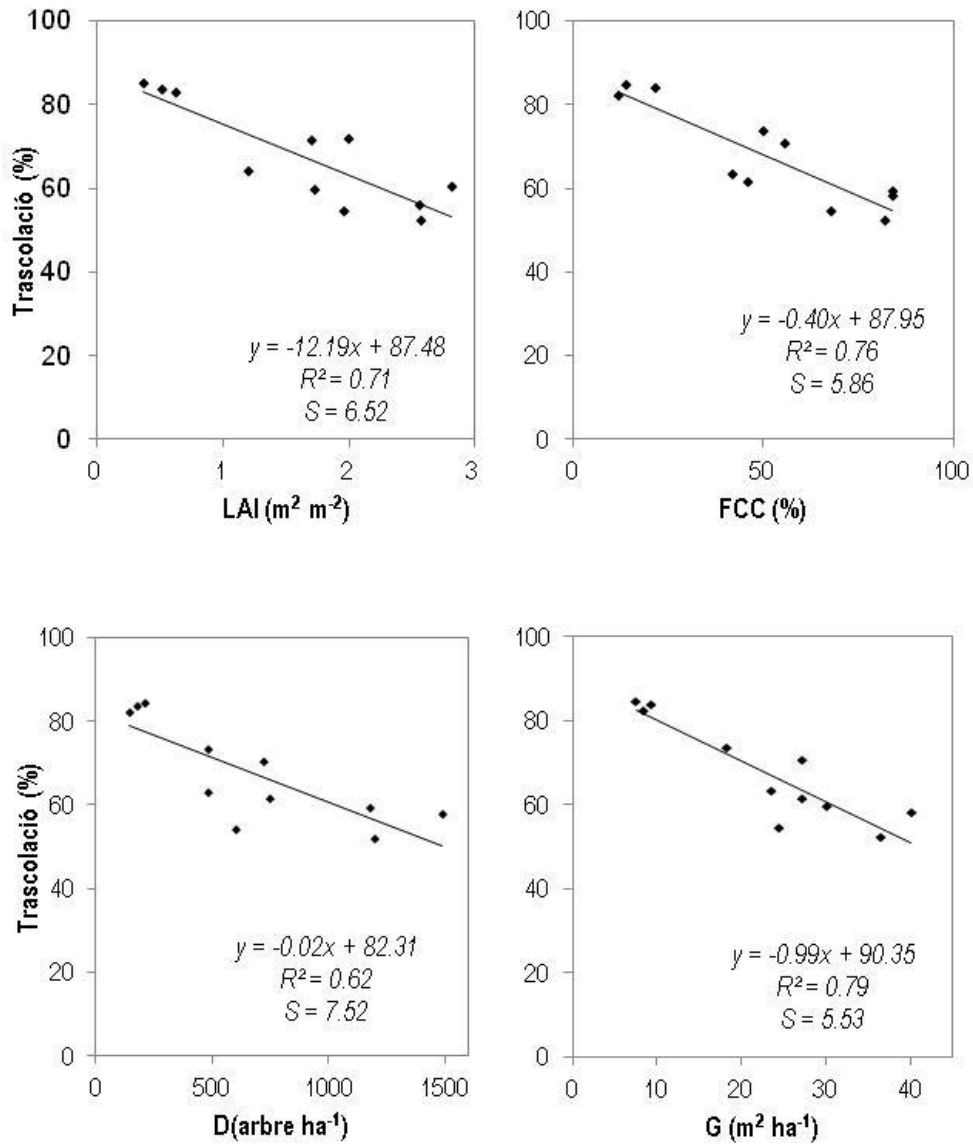 100
80
60
40
20
0
Trascolació (%)
y = -12.19x + 87.48
R² = 0.71
S = 6.52
0 1 2 3
LAI (m² m⁻²)
100
80
60
40
20
0
y = -0.40x + 87.95
R² = 0.76
S = 5.86
0 50 100
FCC (%)
100
80
60
40
20
0
Trascolació (%)
y = -0.02x + 82.31
R² = 0.62
S = 7.52
0 500 1000 1500
D(arbre ha⁻¹)
100
80
60
40
20
0
y = -0.99x + 90.35
R² = 0.79
S = 5.53
0 10 20 30 40
G (m² ha⁻¹)